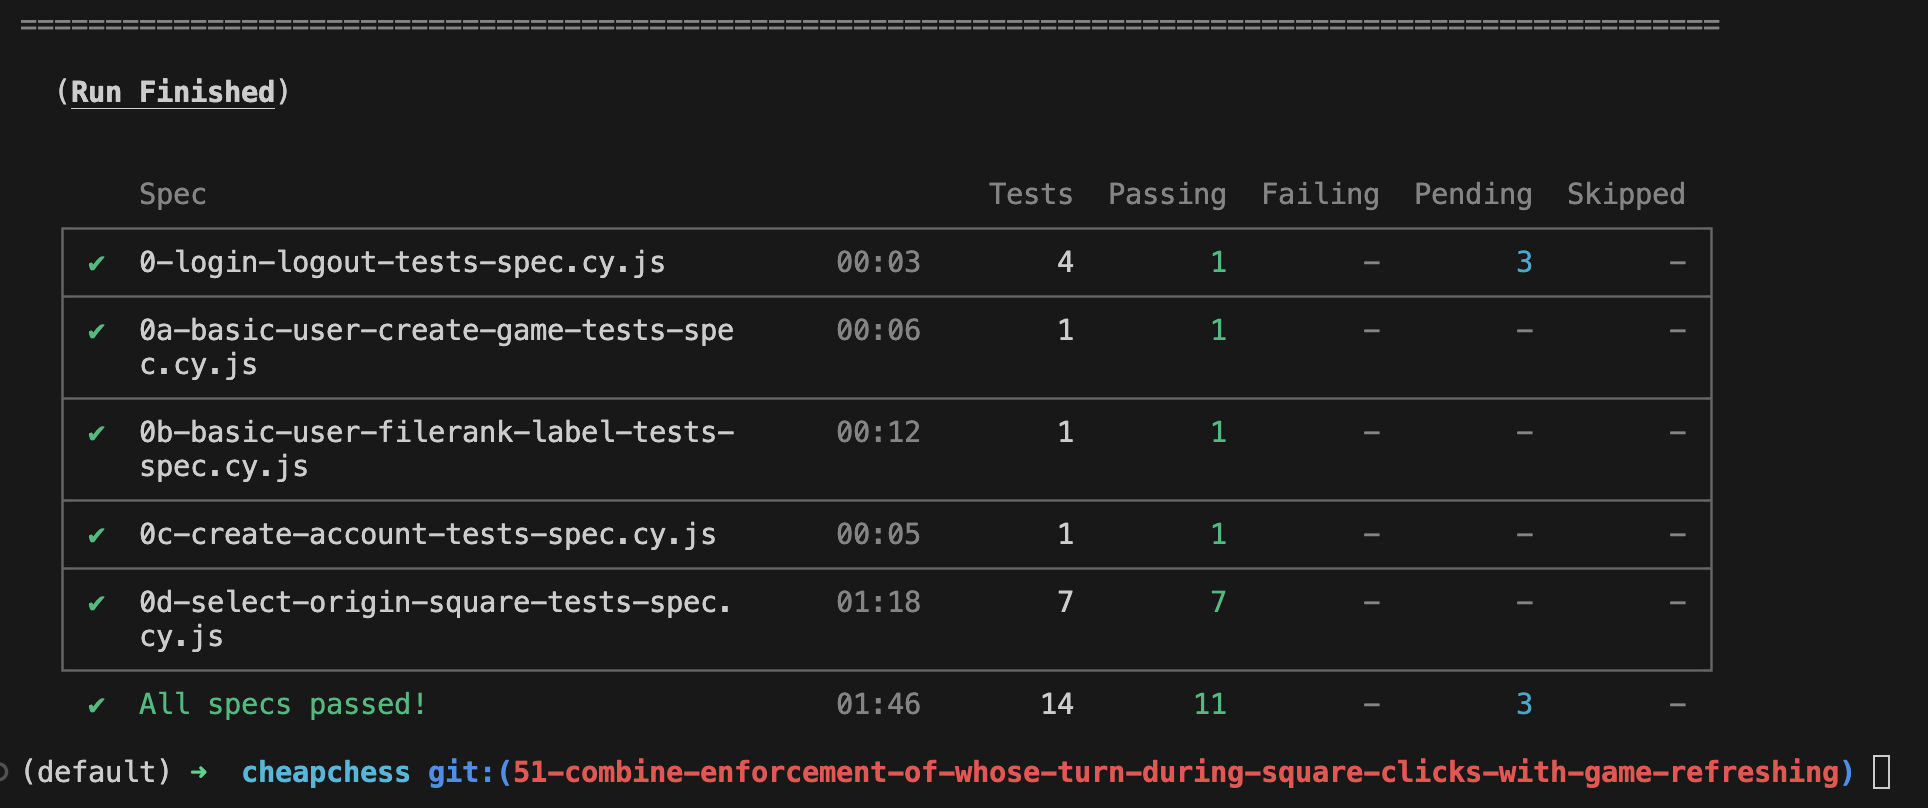 ====================================================================================================
(Run Finished)
Spec Tests Passing Failing Pending Skipped
✔ 0-login-logout-tests-spec.cy.js 00:03 4 1 - 3 -
✔ 0a-basic-user-create-game-tests-spe 00:06 1 1 - - -
c.cy.js
✔ 0b-basic-user-filerank-label-tests- 00:12 1 1 - - -
spec.cy.js
✔ 0c-create-account-tests-spec.cy.js 00:05 1 1 - - -
✔ 0d-select-origin-square-tests-spec. 01:18 7 7 - - -
cy.js
✔ All specs passed! 01:46 14 11 - 3 -
(default) ➜ cheapchess git:(51-combine-enforcement-of-whose-turn-during-square-clicks-with-game-refreshing)